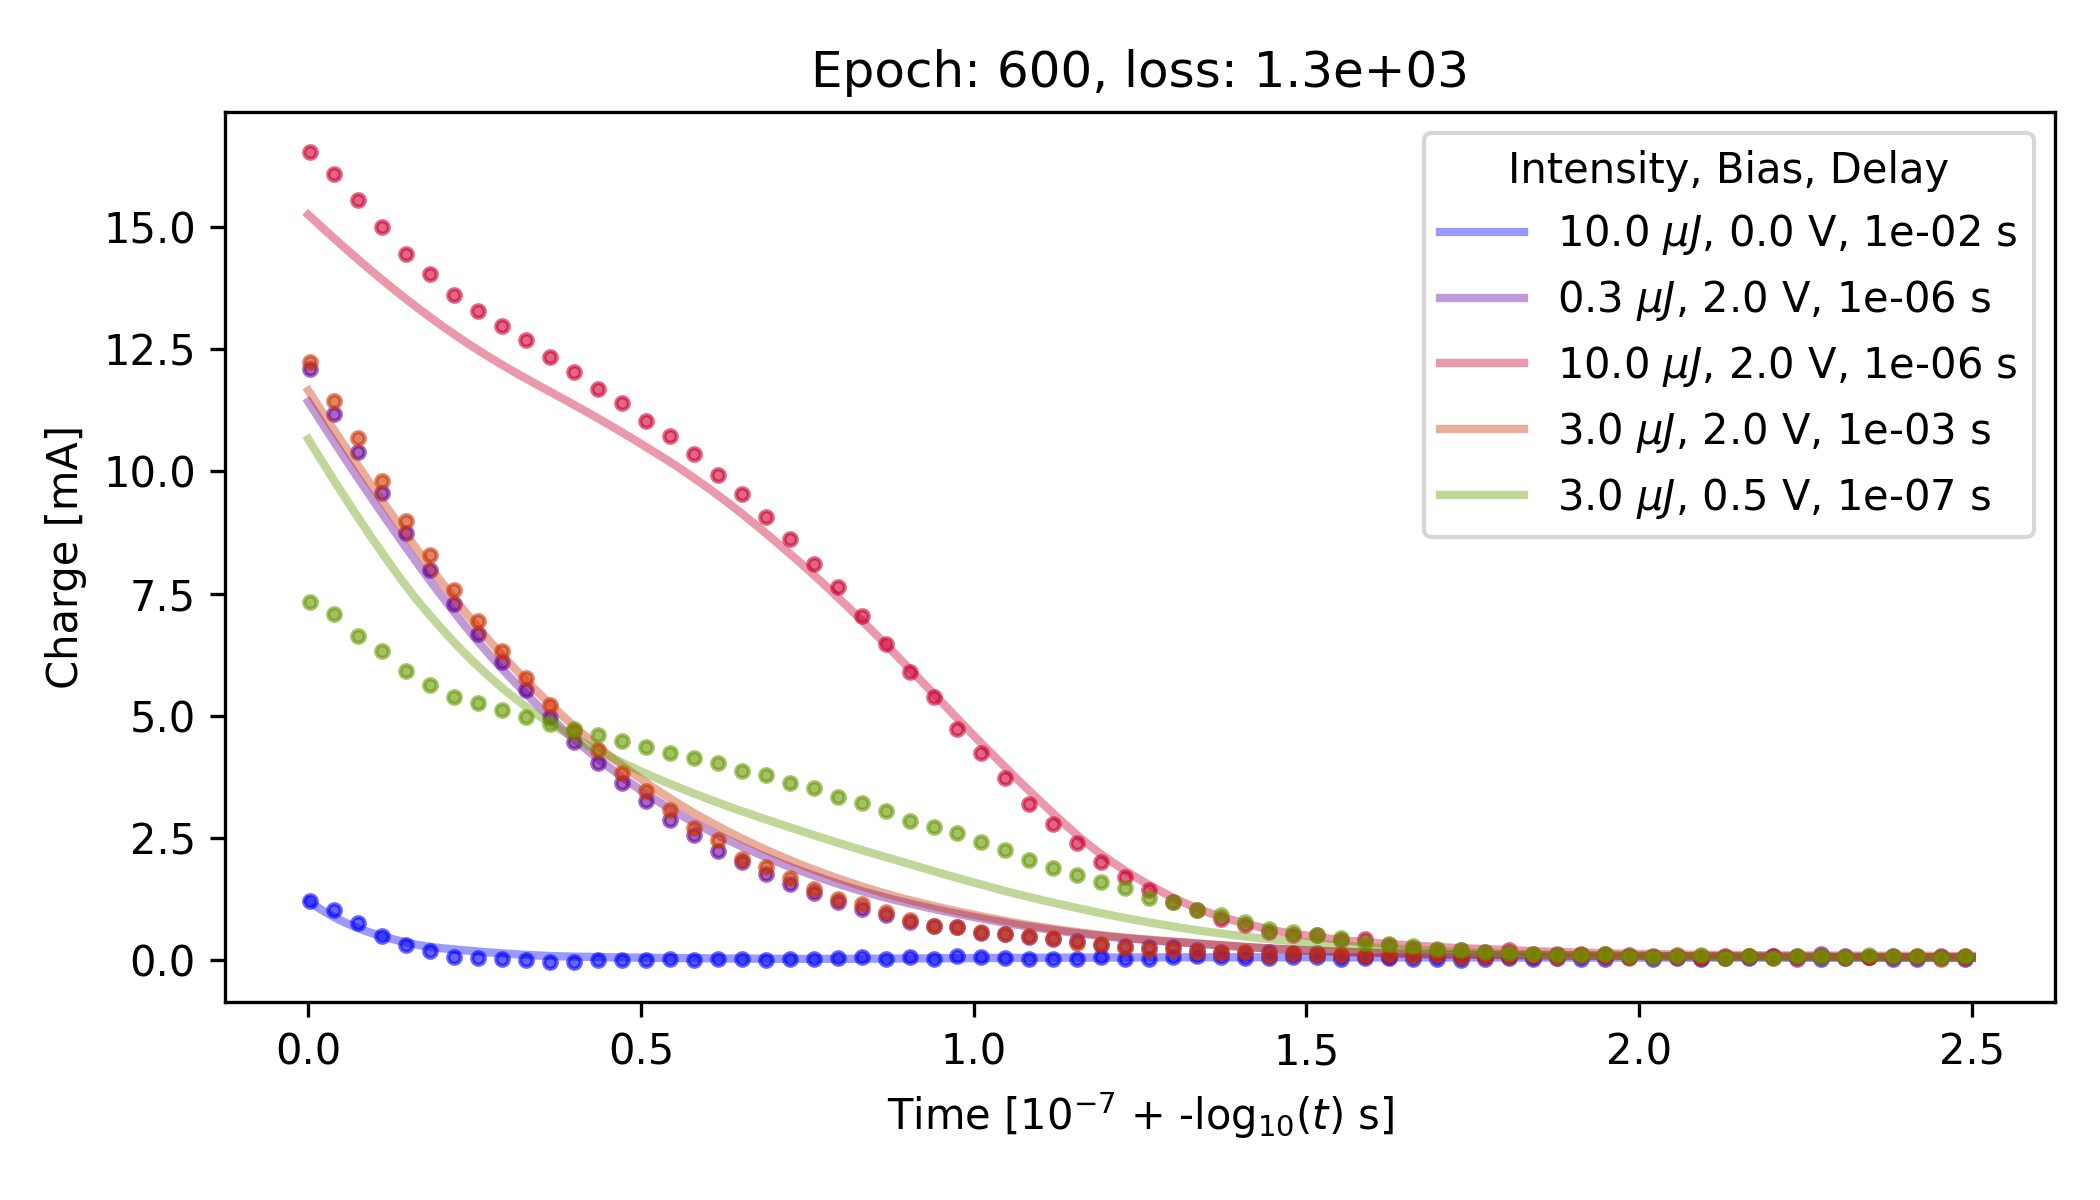 Epoch: 600, loss: 1.3e+03
Intensity, Bias, Delay
10.0 μJ, 0.0 V, 1e-02 s
0.3 μJ, 2.0 V, 1e-06 s
10.0 μJ, 2.0 V, 1e-06 s
3.0 μJ, 2.0 V, 1e-03 s
3.0 μJ, 0.5 V, 1e-07 s
Charge [mA]
15.0
12.5
10.0
7.5
5.0
2.5
0.0
0.0 0.5 1.0 1.5 2.0 2.5
Time [10⁻⁷ + -log₁₀(t) s]